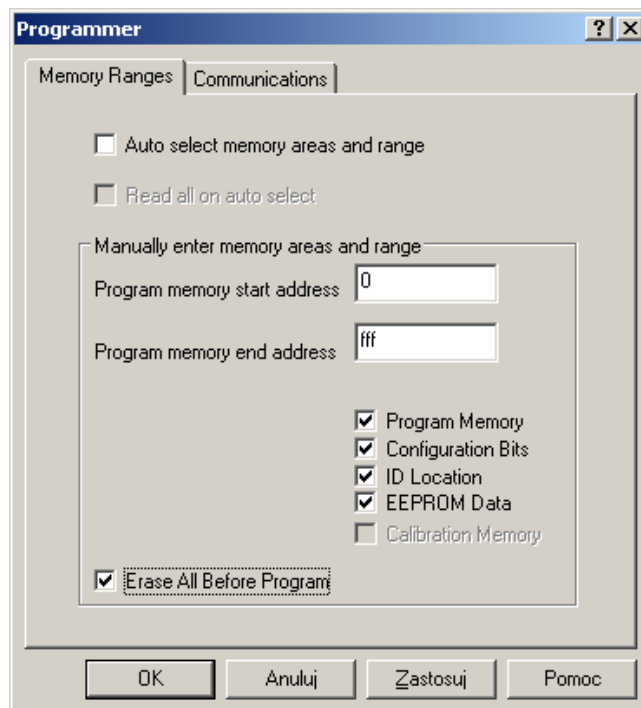 Programmer
Memory Ranges Communications
Auto select memory areas and range
Read all on auto select
Manually enter memory areas and range
Program memory start address 0
Program memory end address fff
Program Memory
Configuration Bits
ID Location
EEPROM Data
Calibration Memory
Erase All Before Program
OK Anuluj Zastosuj Pomoc